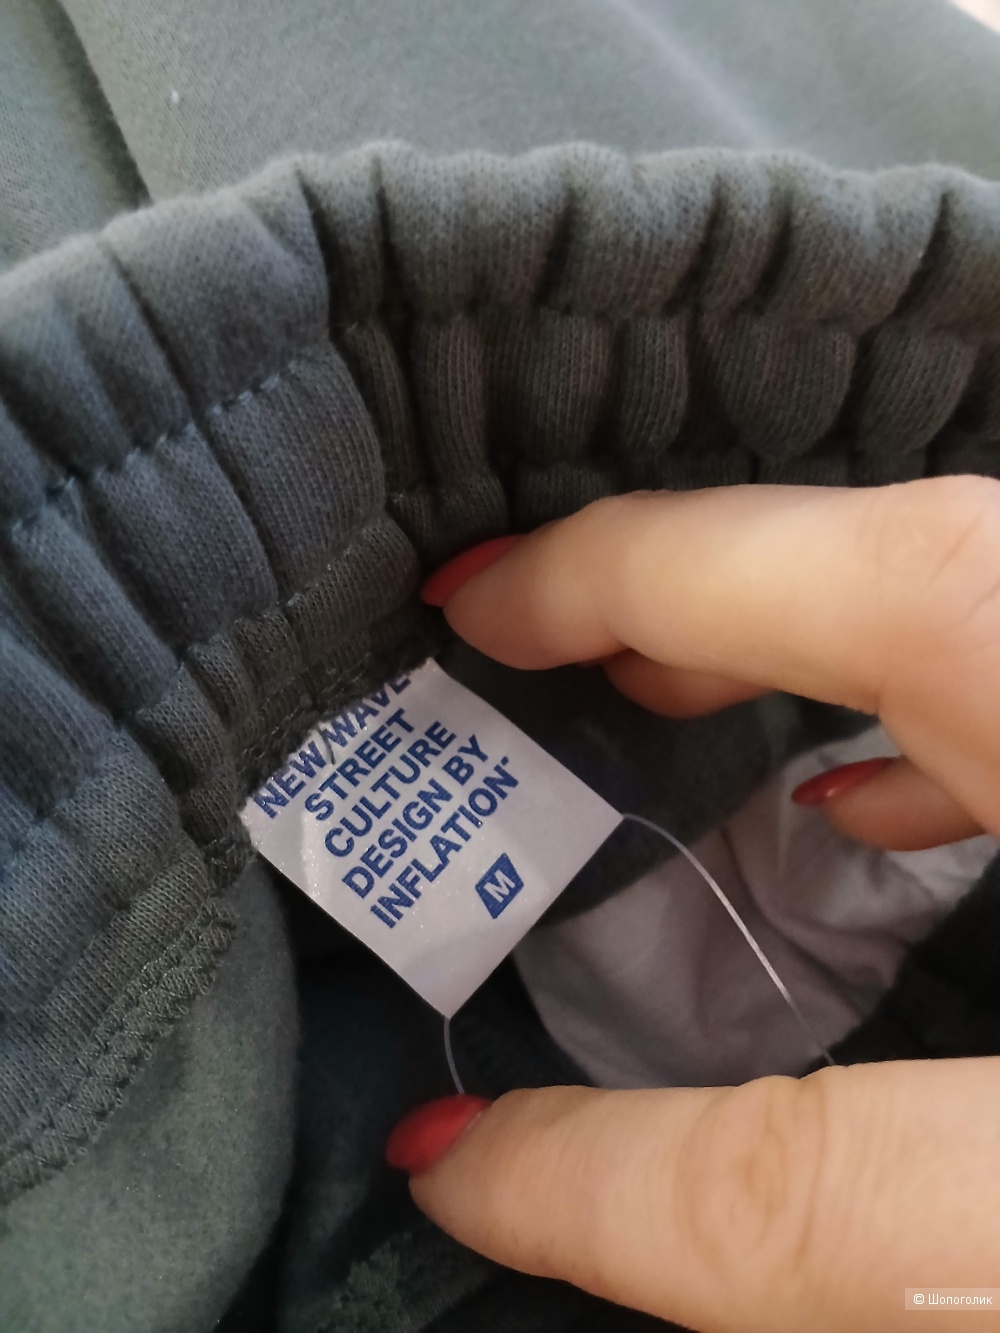 NEW WAVE
STREET
CULTURE
DESIGN BY
INFLATION"
M
© Шопоголик